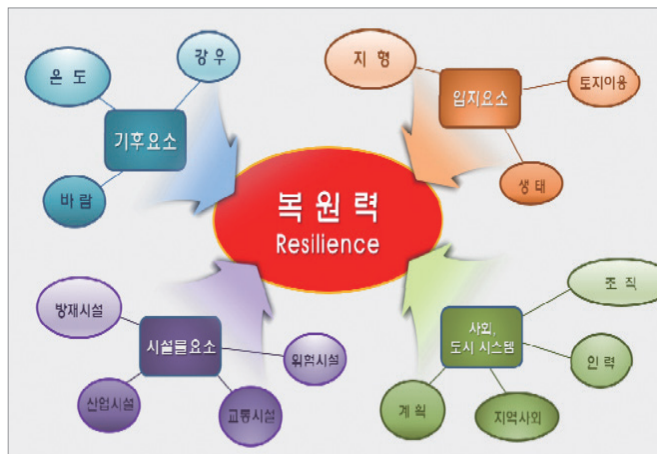 온 도
강 우
기후요소
바 람
지 형
입지요소
토지이용
생 태
복 원 력
Resilience
방재시설
시설물요소
위험시설
산업시설
교통시설
사회,
도시 시스템
조 직
인 력
계 획
지역사회